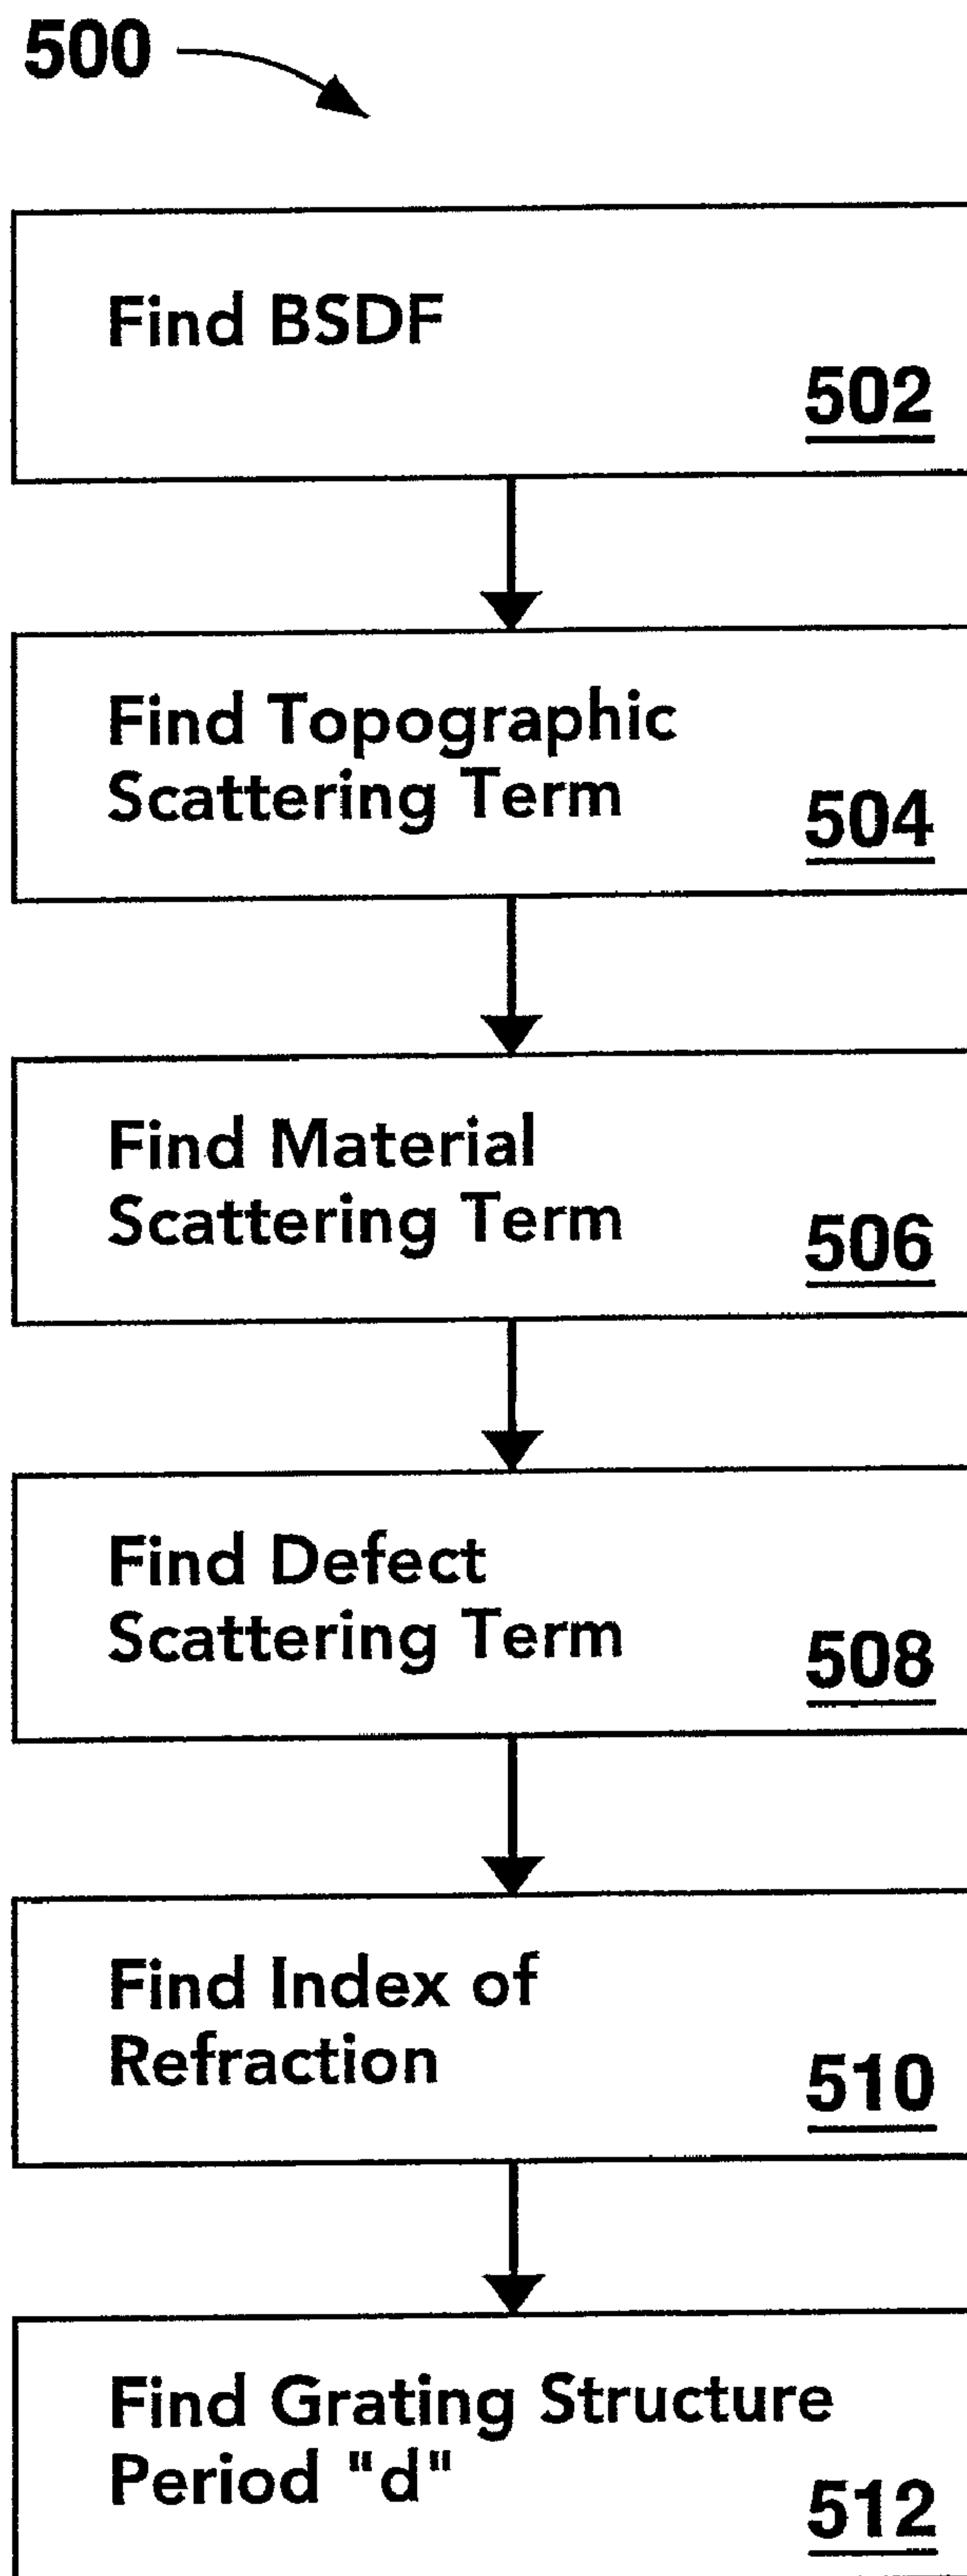 500
Find BSDF
502
Find Topographic
Scattering Term
504
Find Material
Scattering Term
506
Find Defect
Scattering Term
508
Find Index of
Refraction
510
Find Grating Structure
Period "d"
512